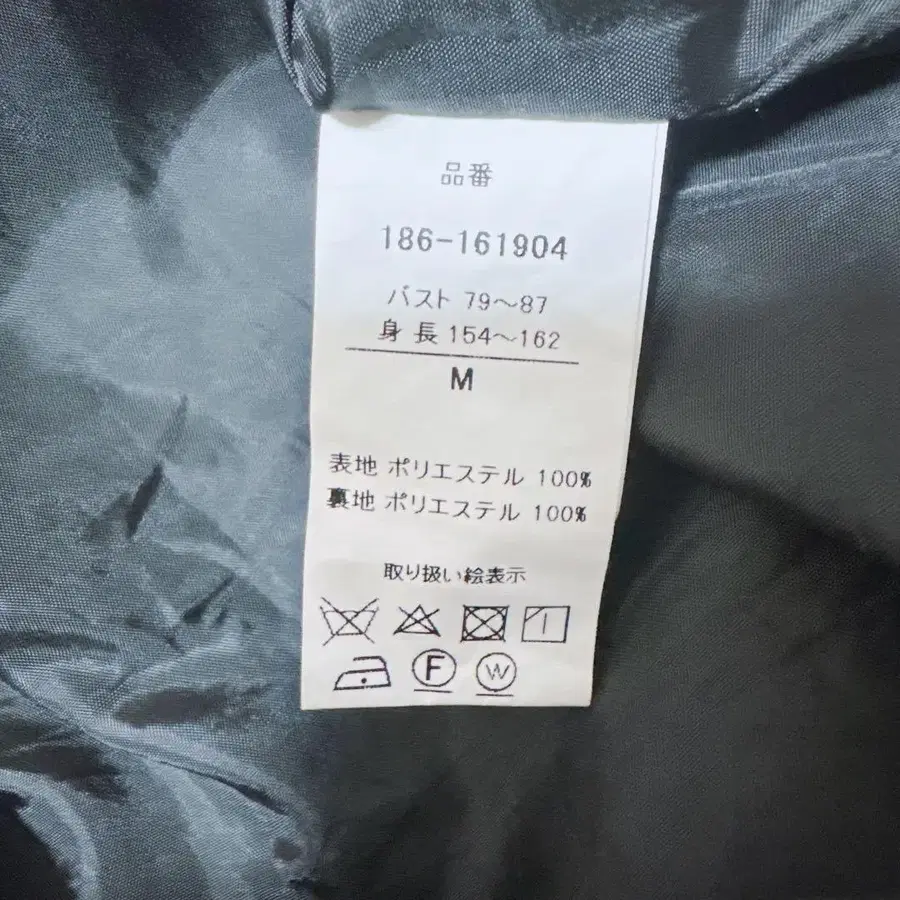 品番
186-161904
バスト 79～87
身長 154～162
M
表地 ポリエステル 100%
裏地 ポリエステル 100%
取り扱い絵表示
F W